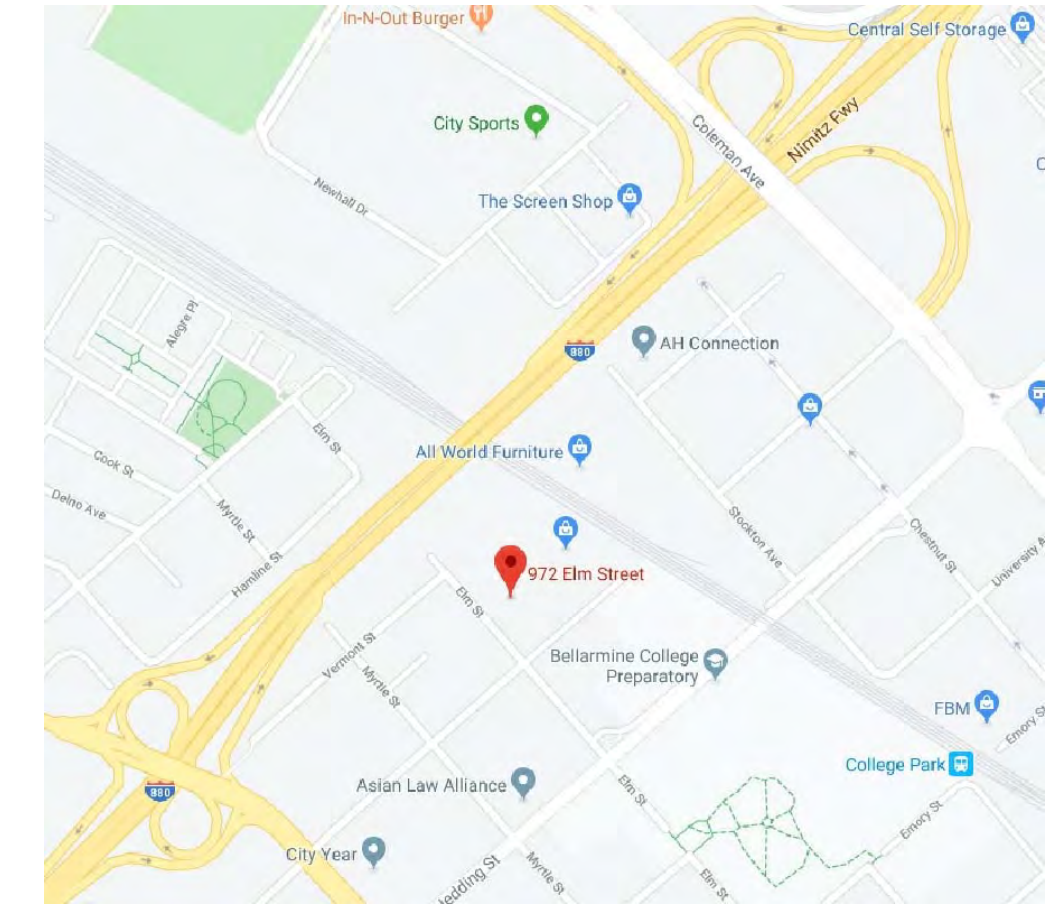 In-N-Out Burger
Central Self Storage
City Sports
Coleman Ave
Nimitz Fwy
Newhall Dr
The Screen Shop
Alegre Pl
880
AH Connection
Elm St
All World Furniture
Cook St
Delno Ave
Myrtle St
Stockton Ave
Chestnut St
Hamline St
972 Elm Street
University A
Elm St
Vermont St
Myrtle St
Bellarmine College
Preparatory
FBM
Emory St
College Park
880
Asian Law Alliance
Elm St
Emory St
City Year
Myrtle St
Hedding St
Elm St